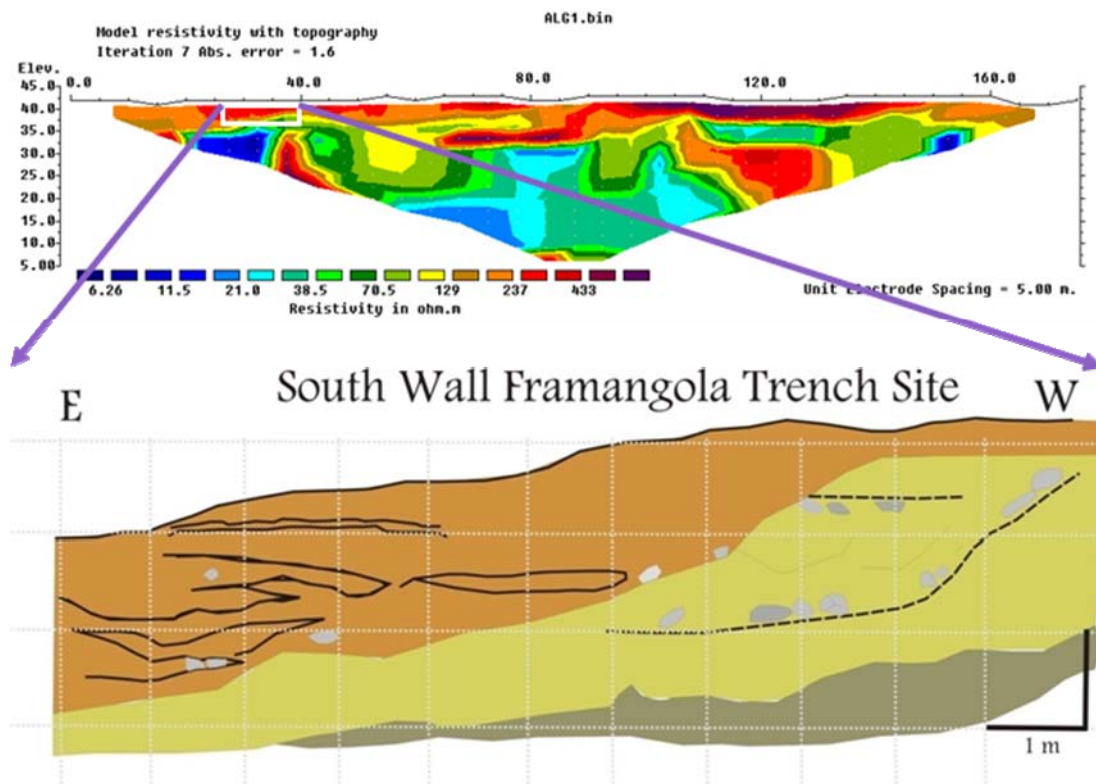 ALG1.bin
Model resistivity with topography
Iteration 7 Abs. error = 1.6
Elev.
0.0 40.0 80.0 120.0 160.0
45.0
40.0
35.0
30.0
25.0
20.0
15.0
10.0
5.00
6.26 11.5 21.0 38.5 70.5 129 237 433
Resistivity in ohm.m
Unit Electrode Spacing = 5.00 m.
South Wall Framangola Trench Site
E W
1 m